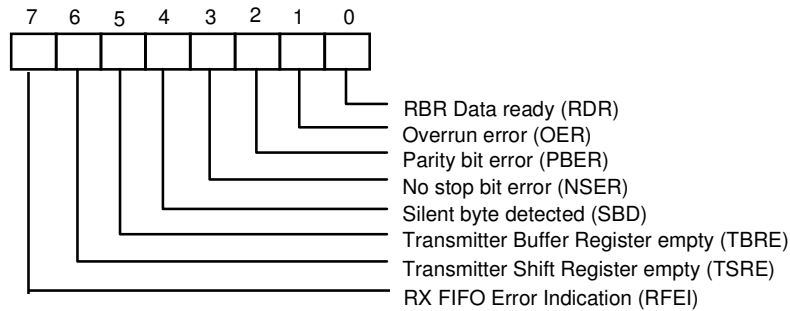 7 6 5 4 3 2 1 0
RBR Data ready (RDR)
Overrun error (OER)
Parity bit error (PBER)
No stop bit error (NSER)
Silent byte detected (SBD)
Transmitter Buffer Register empty (TBRE)
Transmitter Shift Register empty (TSRE)
RX FIFO Error Indication (RFEI)